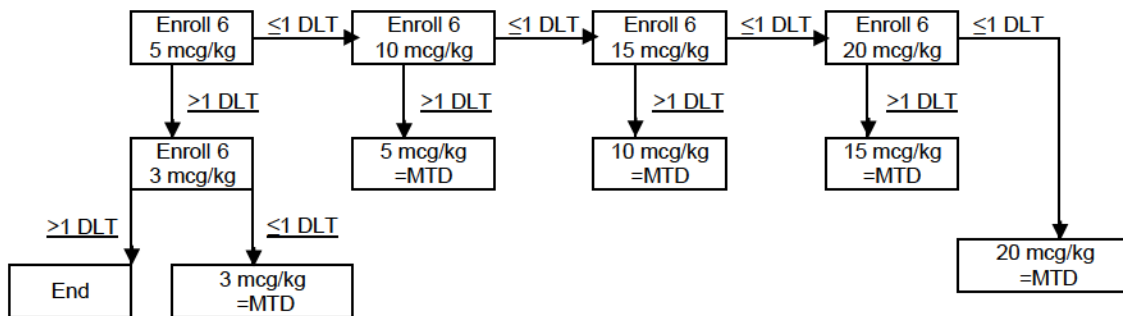 Enroll 6
5 mcg/kg
≤1 DLT
Enroll 6
10 mcg/kg
≤1 DLT
Enroll 6
15 mcg/kg
≤1 DLT
Enroll 6
20 mcg/kg
≤1 DLT
>1 DLT
>1 DLT
>1 DLT
>1 DLT
Enroll 6
3 mcg/kg
5 mcg/kg
=MTD
10 mcg/kg
=MTD
15 mcg/kg
=MTD
>1 DLT
≤1 DLT
End
3 mcg/kg
=MTD
20 mcg/kg
=MTD